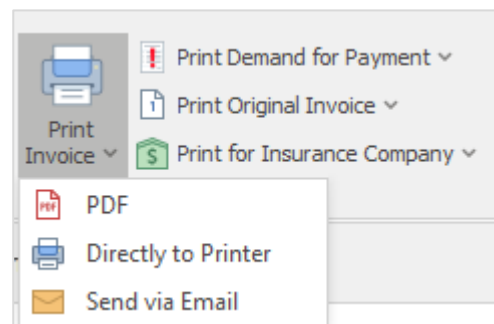 Print Demand for Payment
Print Original Invoice
Print
Invoice
Print for Insurance Company
PDF
Directly to Printer
Send via Email